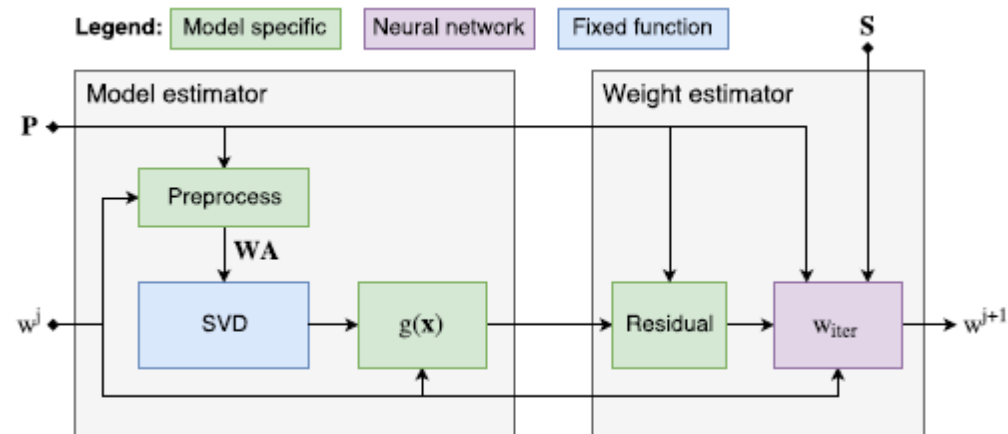 Legend: Model specific Neural network Fixed function
S
Model estimator
Weight estimator
P
Preprocess
WA
w^j
SVD
g(x)
Residual
w_iter
w^{j+1}